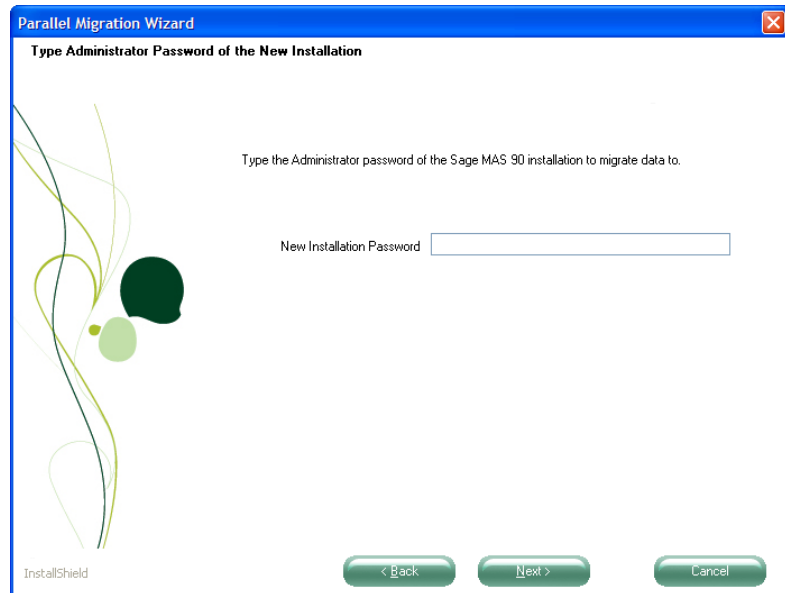 Parallel Migration Wizard
Type Administrator Password of the New Installation
Type the Administrator password of the Sage MAS 90 installation to migrate data to.
New Installation Password
InstallShield
< Back
Next >
Cancel